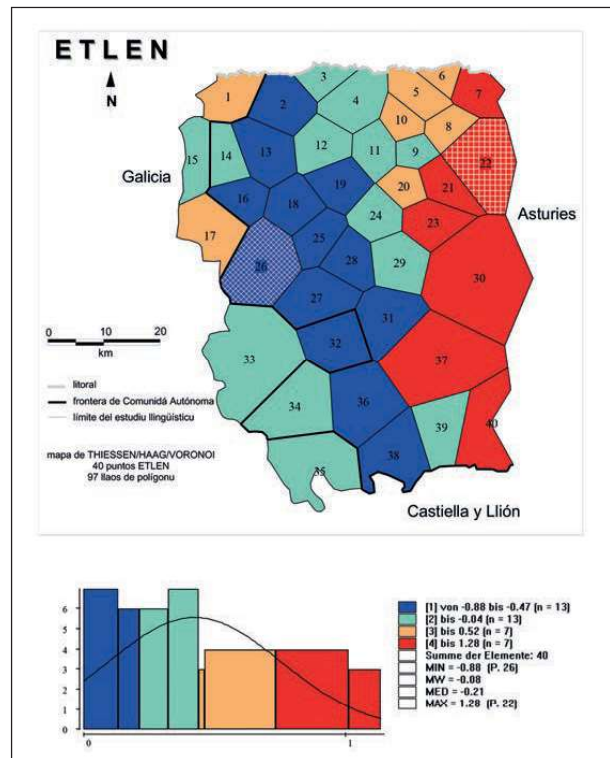 ETLEN
N
3
6
1
2
4
5
7
10
8
15
14
13
12
11
9
22
Galicia
16
18
19
20
21
Asturies
17
24
23
26
25
28
29
30
27
31
0
10
20
km
33
32
37
litoral
frontera de Comunidá Autónoma
límite del estudiu llingüísticu
34
36
39
40
mapa de THIESSEN/HAAG/VORONOI
40 puntos ETLEN
97 llaos de polígonu
35
38
Castiella y Llión
6
5
4
3
2
1
0
0
1
[1] von -0.88 bis -0.47 (n = 13)
[2] bis -0.04 (n = 13)
[3] bis 0.52 (n = 7)
[4] bis 1.28 (n = 7)
Summe der Elemente: 40
MIN = -0.88 (P. 26)
MW = -0.08
MED = -0.21
MAX = 1.28 (P. 22)